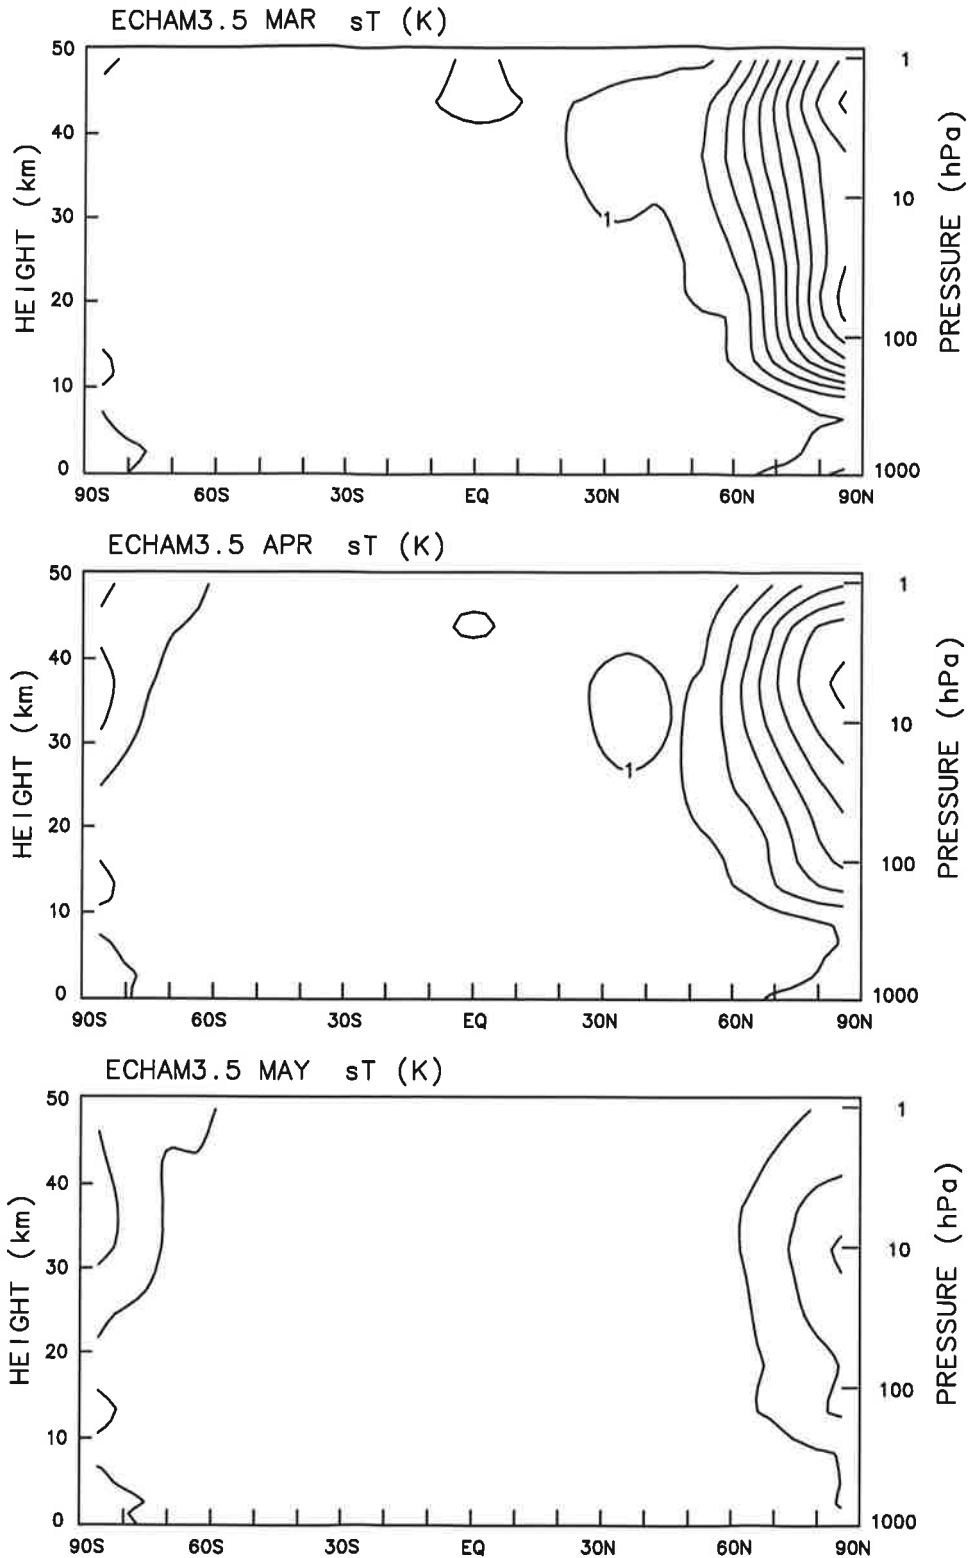 ECHAM3.5 MAR sT (K)
50
40
30
20
10
0
HEIGHT (km)
1
1
10
100
1000
PRESSURE (hPa)
90S 60S 30S EQ 30N 60N 90N
ECHAM3.5 APR sT (K)
50
40
30
20
10
0
HEIGHT (km)
1
1
10
100
1000
PRESSURE (hPa)
90S 60S 30S EQ 30N 60N 90N
ECHAM3.5 MAY sT (K)
50
40
30
20
10
0
HEIGHT (km)
1
10
100
1000
PRESSURE (hPa)
90S 60S 30S EQ 30N 60N 90N